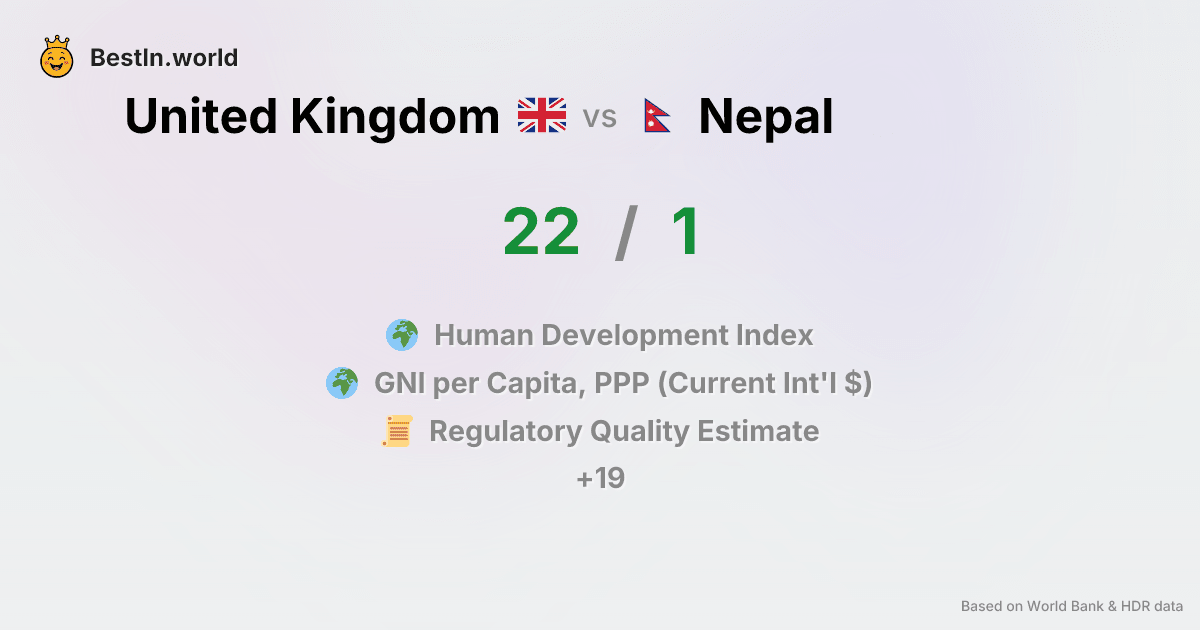 BestIn.world
United Kingdom vs Nepal
22 / 1
Human Development Index
GNI per Capita, PPP (Current Int'l $)
Regulatory Quality Estimate
+19
Based on World Bank & HDR data